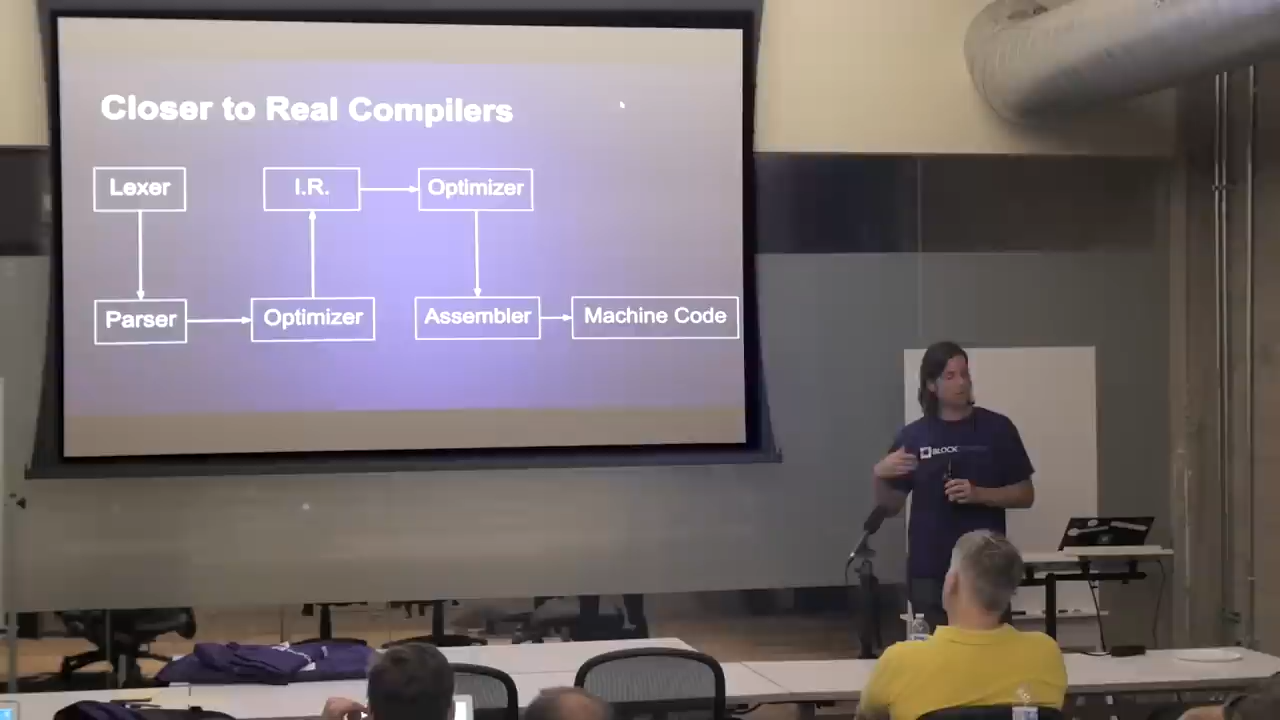 Closer to Real Compilers
Lexer
I.R.
Optimizer
Parser
Optimizer
Assembler
Machine Code
BLOCK